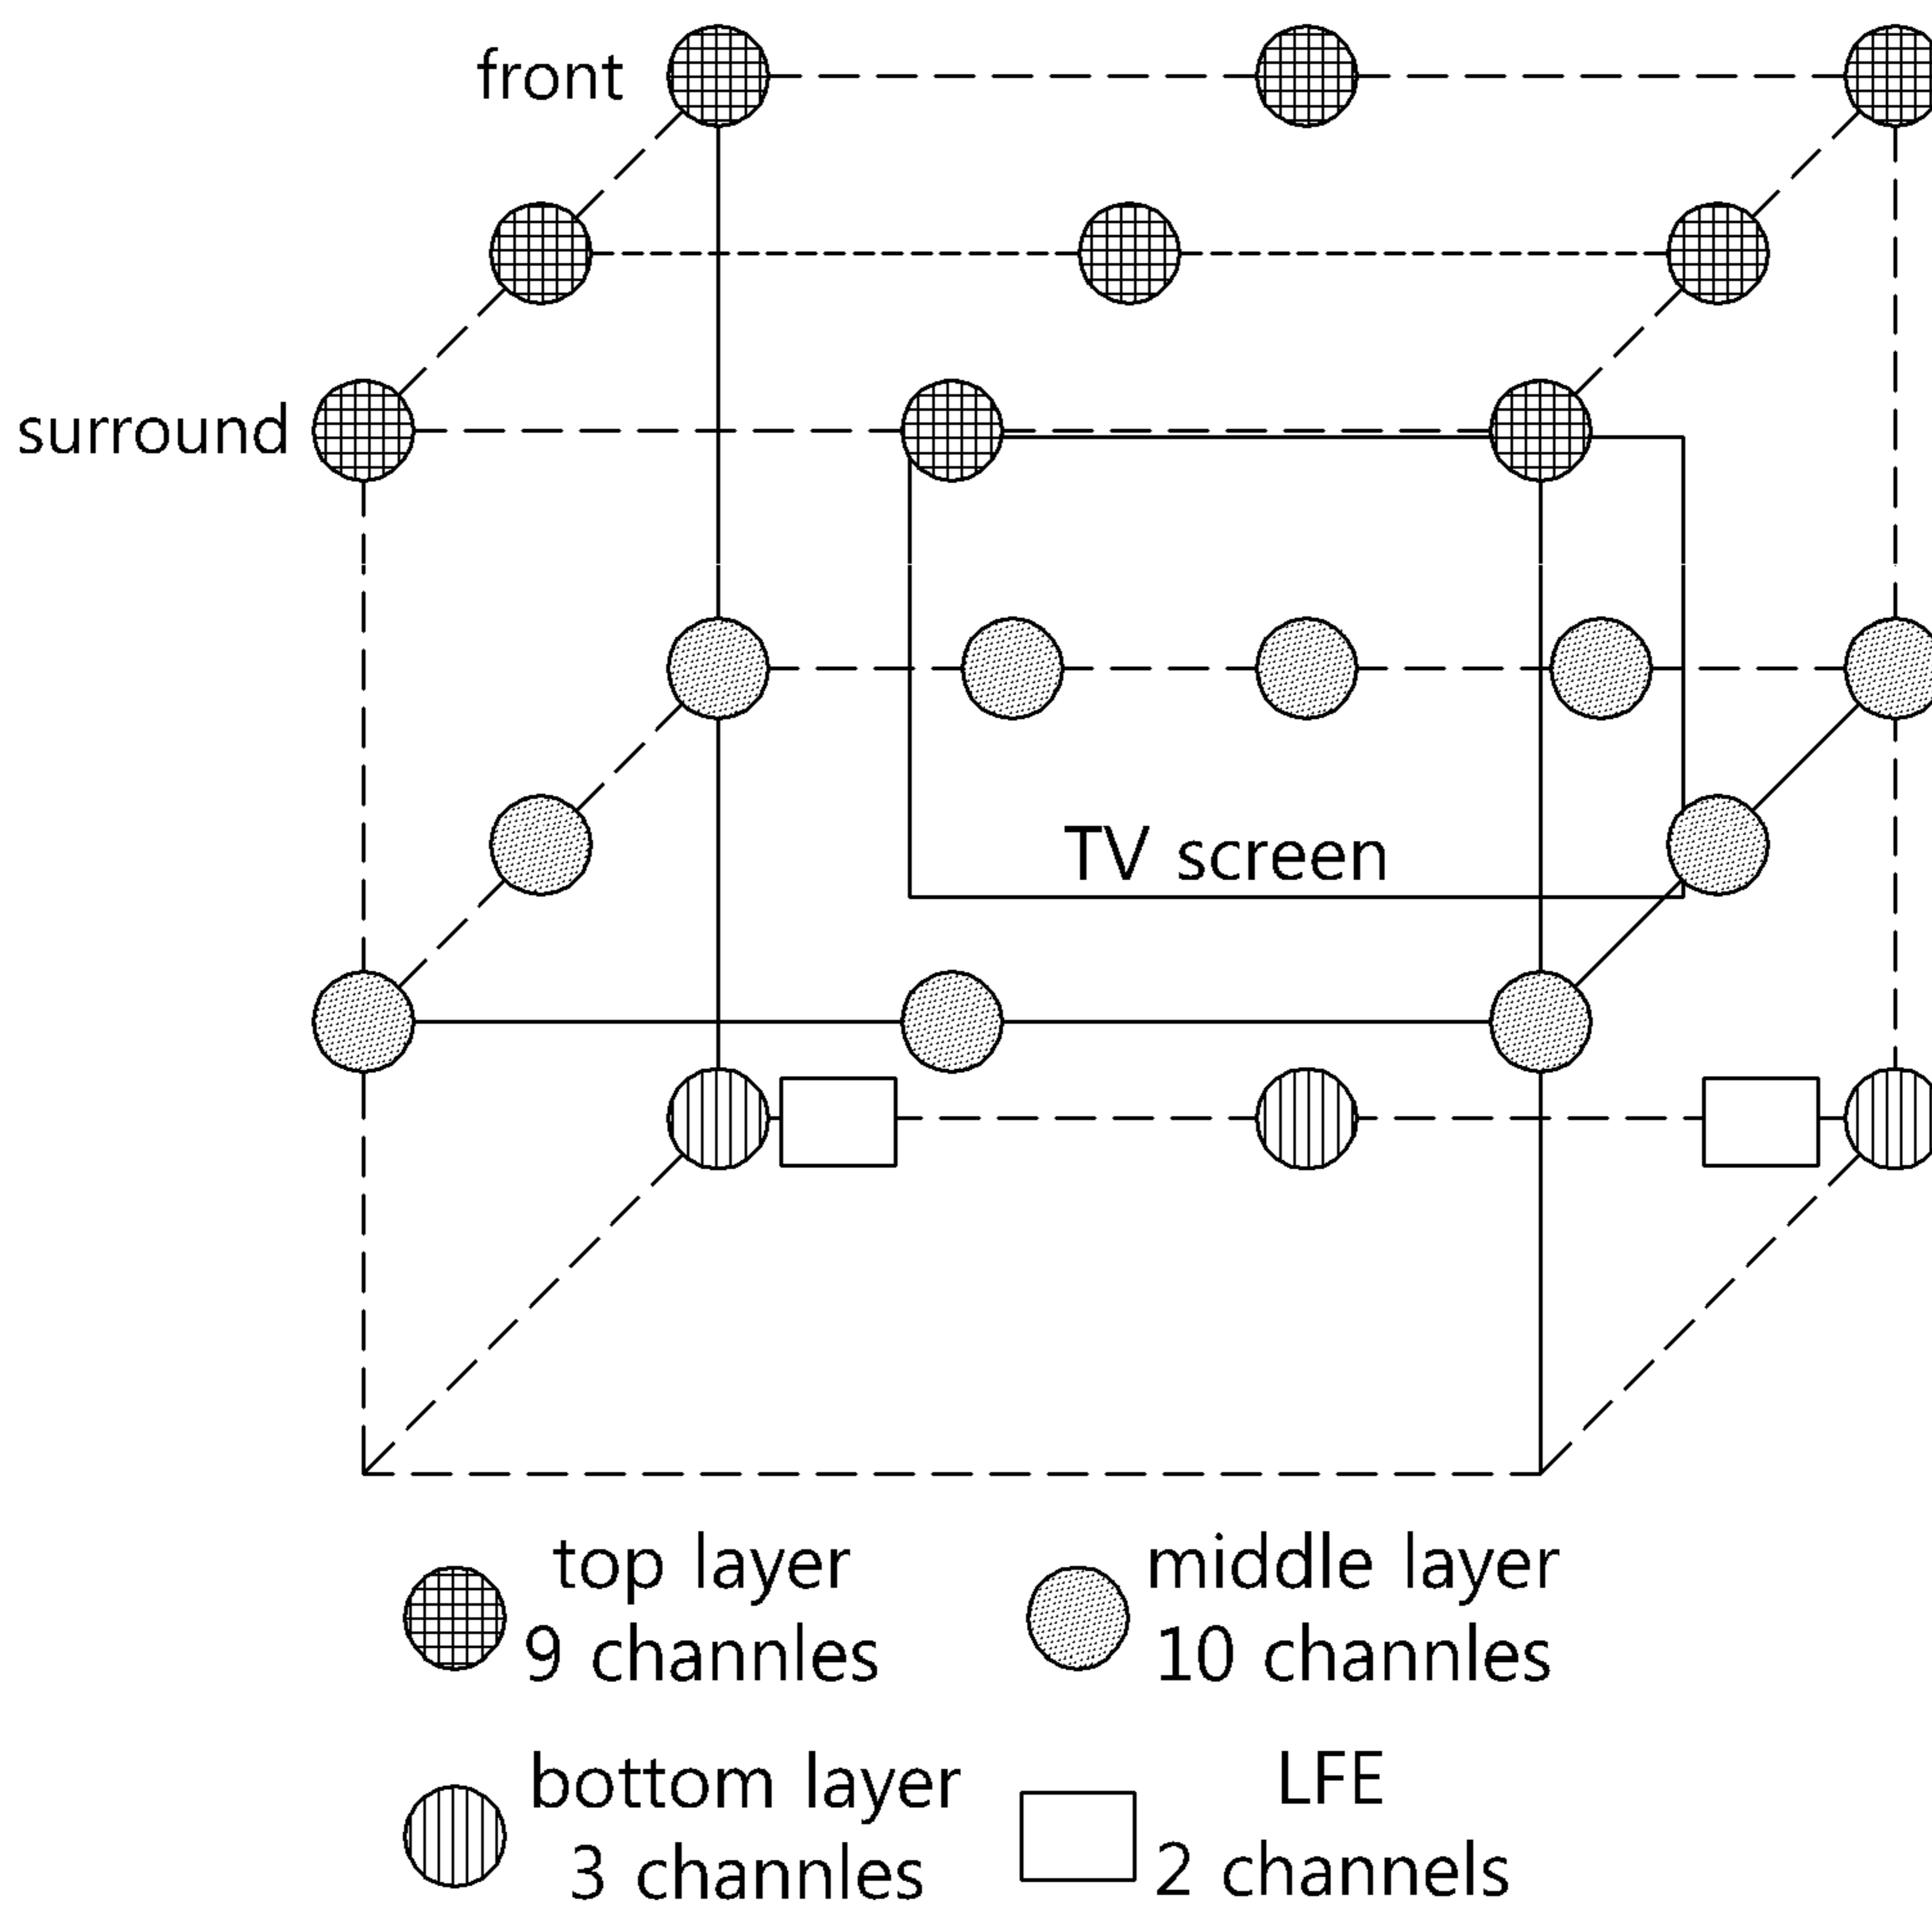 front
surround
TV screen
top layer
9 channles
middle layer
10 channles
bottom layer
3 channles
LFE
2 channels